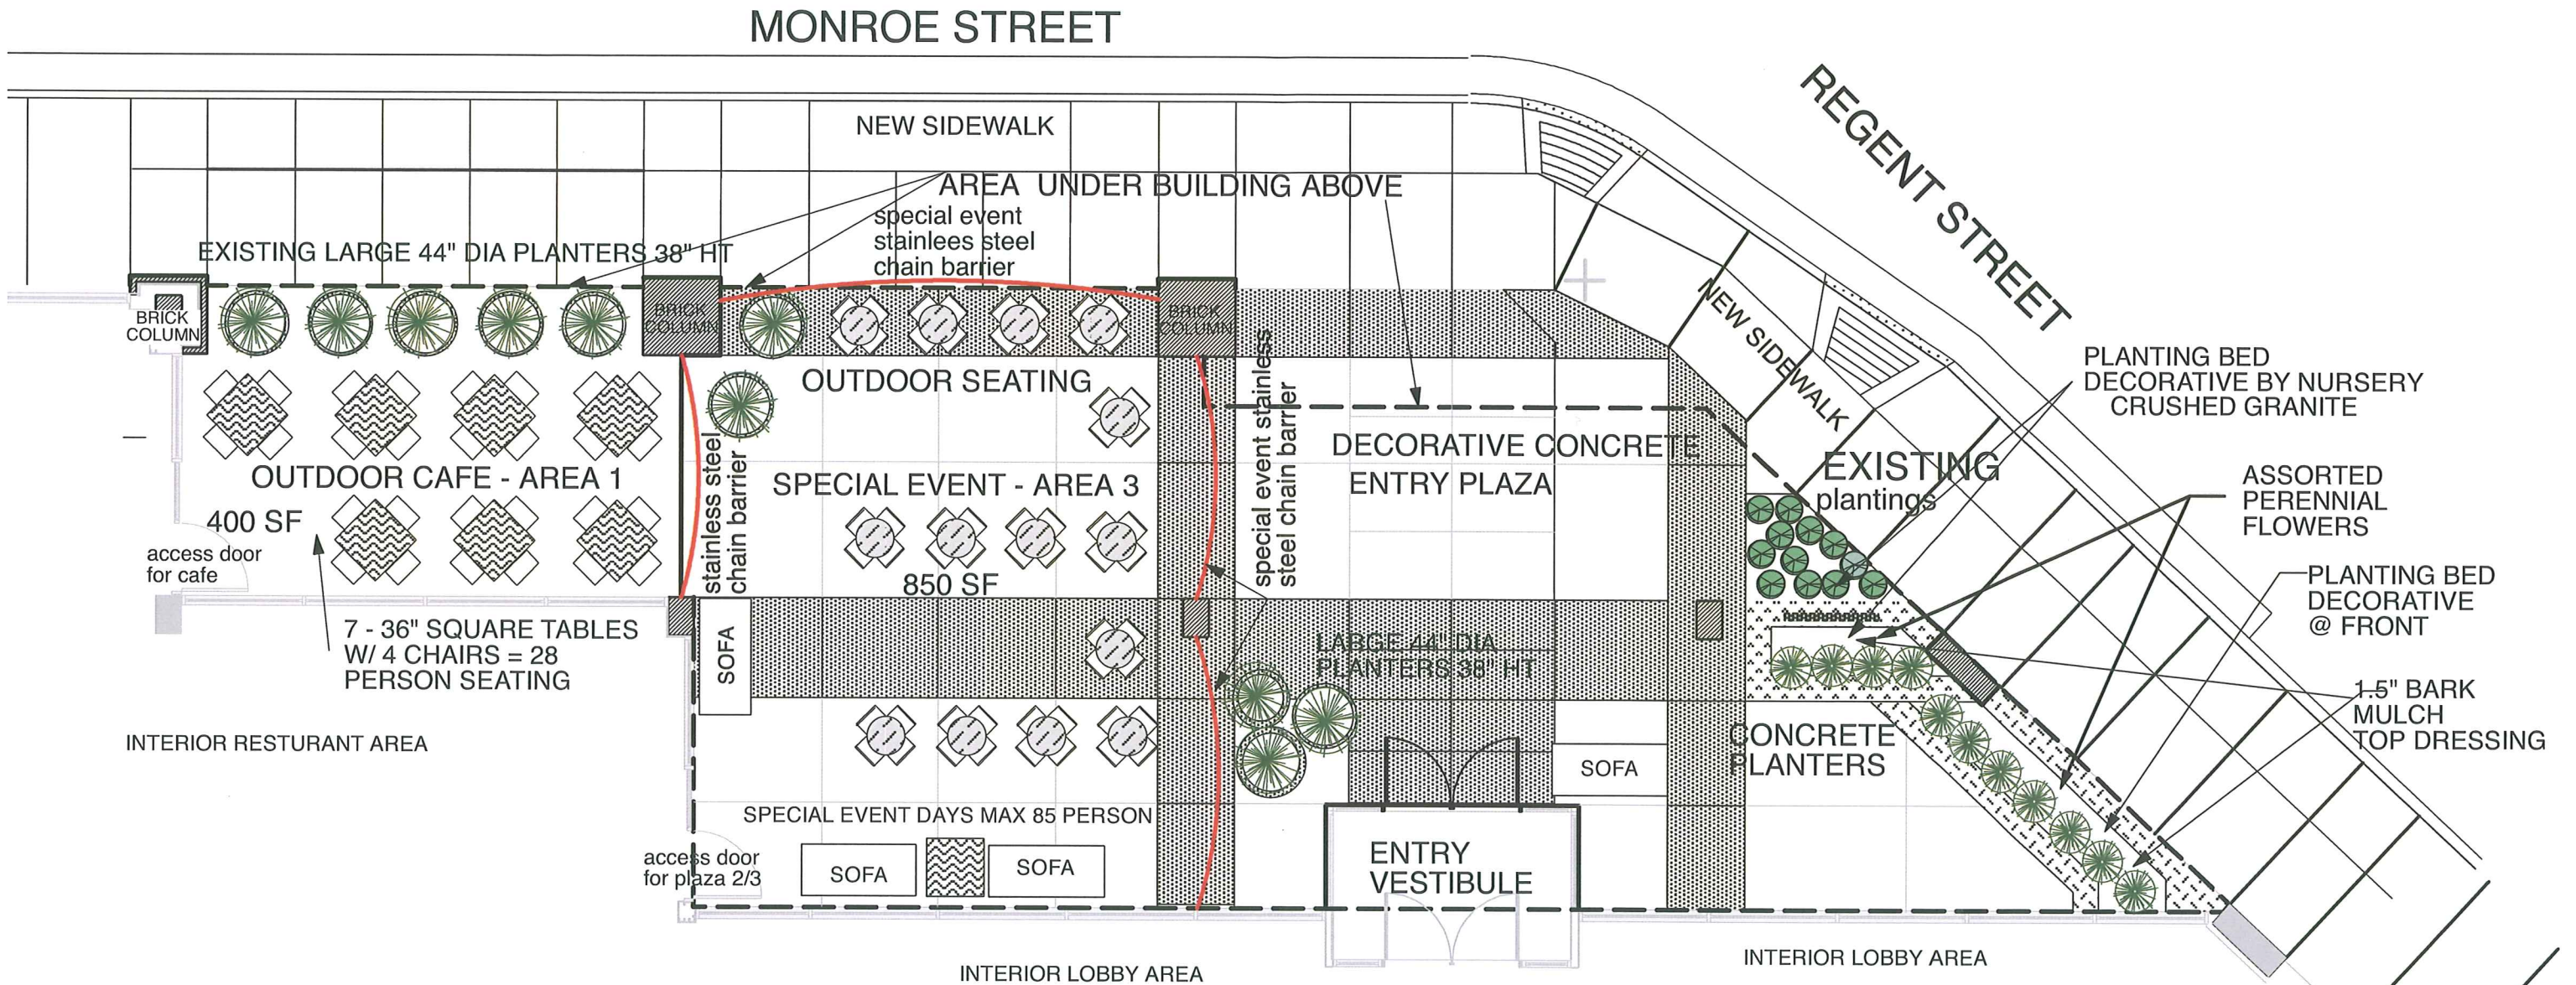 MONROE STREET
REGENT STREET
NEW SIDEWALK
AREA UNDER BUILDING ABOVE
special event
stainlees steel
chain barrier
EXISTING LARGE 44" DIA PLANTERS 38" HT
BRICK
COLUMN
BRICK
COLUMN
BRICK
COLUMN
NEW SIDEWALK
OUTDOOR SEATING
OUTDOOR CAFE - AREA 1
400 SF
access door
for cafe
7 - 36" SQUARE TABLES
W/ 4 CHAIRS = 28
PERSON SEATING
INTERIOR RESTURANT AREA
stainless steel
chain barrier
SPECIAL EVENT - AREA 3
850 SF
special event stainless
steel chain barrier
DECORATIVE CONCRETE
ENTRY PLAZA
EXISTING
plantings
PLANTING BED
DECORATIVE BY NURSERY
CRUSHED GRANITE
ASSORTED
PERENNIAL
FLOWERS
PLANTING BED
DECORATIVE
@ FRONT
1.5" BARK
MULCH
TOP DRESSING
SOFA
LARGE 44" DIA
PLANTERS 38" HT
CONCRETE
PLANTERS
SOFA
SPECIAL EVENT DAYS MAX 85 PERSON
access door
for plaza 2/3
SOFA
SOFA
ENTRY
VESTIBULE
INTERIOR LOBBY AREA
INTERIOR LOBBY AREA